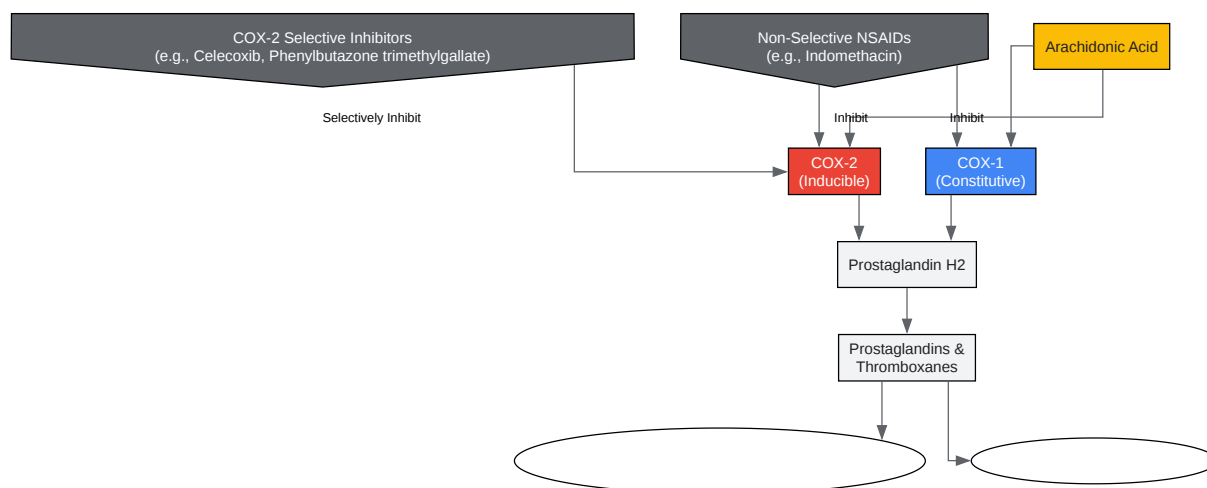 COX-2 Selective Inhibitors
(e.g., Celecoxib, Phenylbutazone trimethylgallate)
Non-Selective NSAIDs
(e.g., Indomethacin)
Arachidonic Acid
Selectively Inhibit
Inhibit
Inhibit
COX-2
(Inducible)
COX-1
(Constitutive)
Prostaglandin H2
Prostaglandins &
Thromboxanes